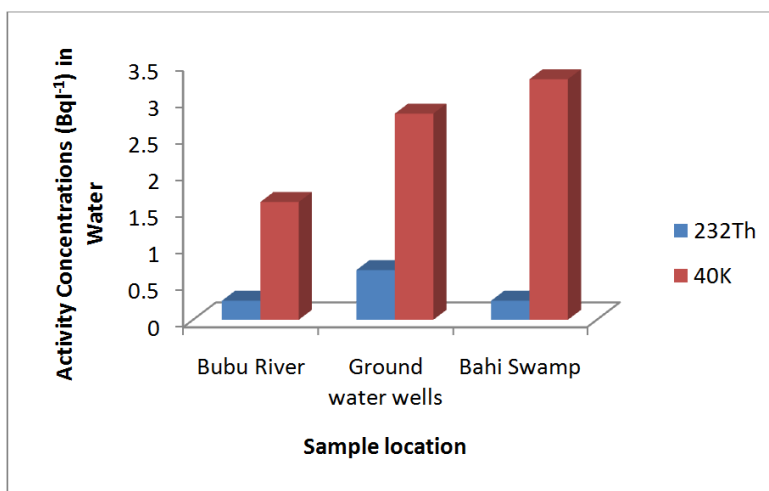 Activity Concentrations (Bql⁻¹) in
Water
3.5
3
2.5
2
1.5
1
0.5
0
Bubu River
Ground
water wells
Bahi Swamp
Sample location
232Th
40K